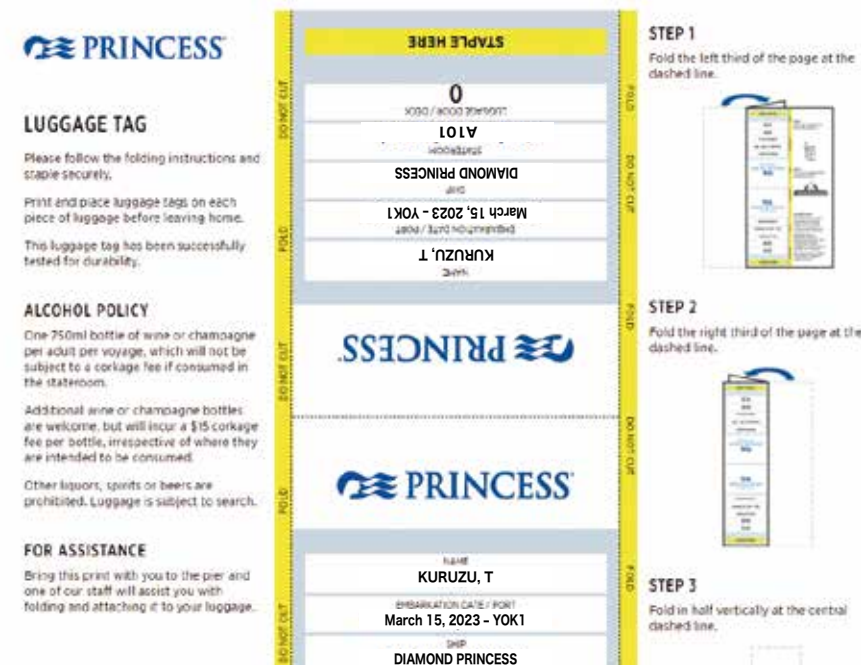 PRINCESS
LUGGAGE TAG
Please follow the folding instructions and
staple securely.
Print and place luggage tags on each
piece of luggage before leaving home.
This luggage tag has been successfully
tested for durability.
ALCOHOL POLICY
One 750ml bottle of wine or champagne
per adult per voyage, which will not be
subject to a corkage fee if consumed in
the stateroom.
Additional wine or champagne bottles
are welcome, but will incur a $15 corkage
fee per bottle, irrespective of where they
are intended to be consumed.
Other liquors, spirits or beers are
prohibited. Luggage is subject to search.
FOR ASSISTANCE
Bring this print with you to the pier and
one of our staff will assist you with
folding and attaching it to your luggage.
DO NOT CUT
FOLD
DO NOT CUT
FOLD
DO NOT CUT
STAPLE HERE
0
LUGGAGE DOOR / DECK
A101
STATEROOM
DIAMOND PRINCESS
SHIP
March 15, 2023 - YOK1
EMBARKATION DATE / PORT
KURUZU, T
NAME
PRINCESS
PRINCESS
NAME
KURUZU, T
EMBARKATION DATE / PORT
March 15, 2023 - YOK1
SHIP
DIAMOND PRINCESS
FOLD
DO NOT CUT
FOLD
DO NOT CUT
FOLD
STEP 1
Fold the left third of the page at the
dashed line.
STEP 2
Fold the right third of the page at the
dashed line.
STEP 3
Fold in half vertically at the central
dashed line.